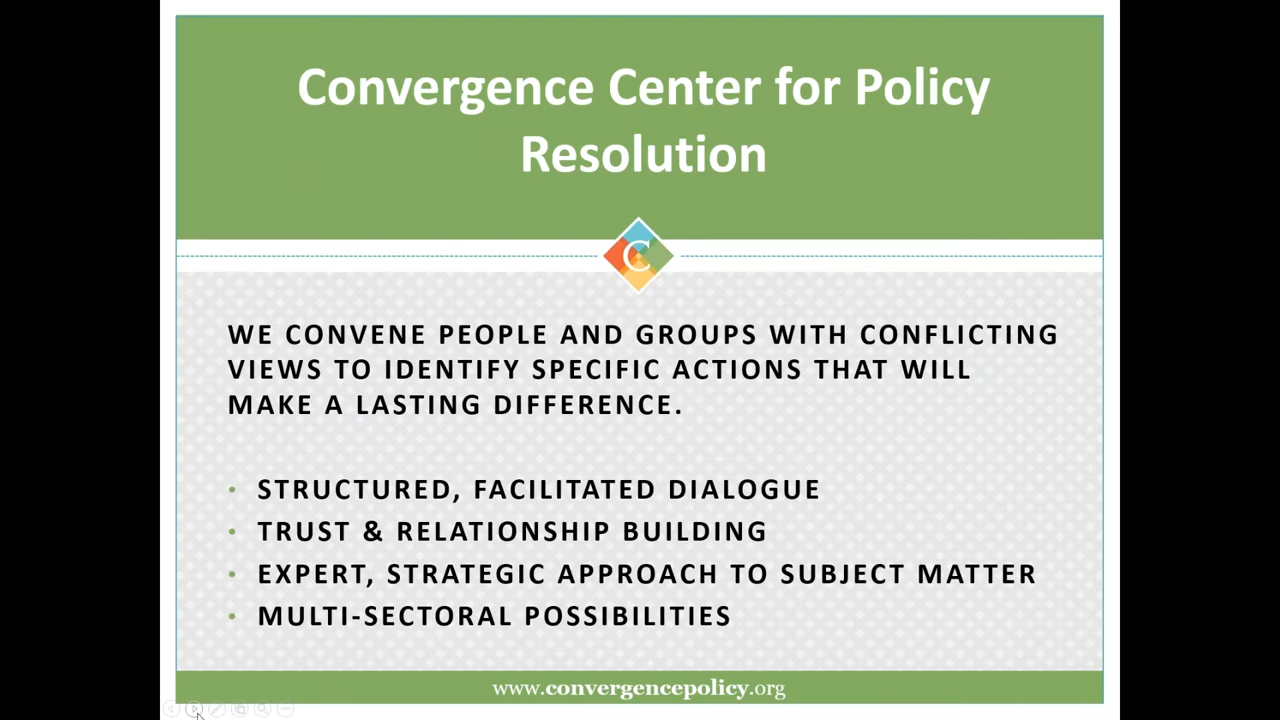 Convergence Center for Policy
Resolution
C
WE CONVENE PEOPLE AND GROUPS WITH CONFLICTING
VIEWS TO IDENTIFY SPECIFIC ACTIONS THAT WILL
MAKE A LASTING DIFFERENCE.
• STRUCTURED, FACILITATED DIALOGUE
• TRUST & RELATIONSHIP BUILDING
• EXPERT, STRATEGIC APPROACH TO SUBJECT MATTER
• MULTI-SECTORAL POSSIBILITIES
www.convergencepolicy.org